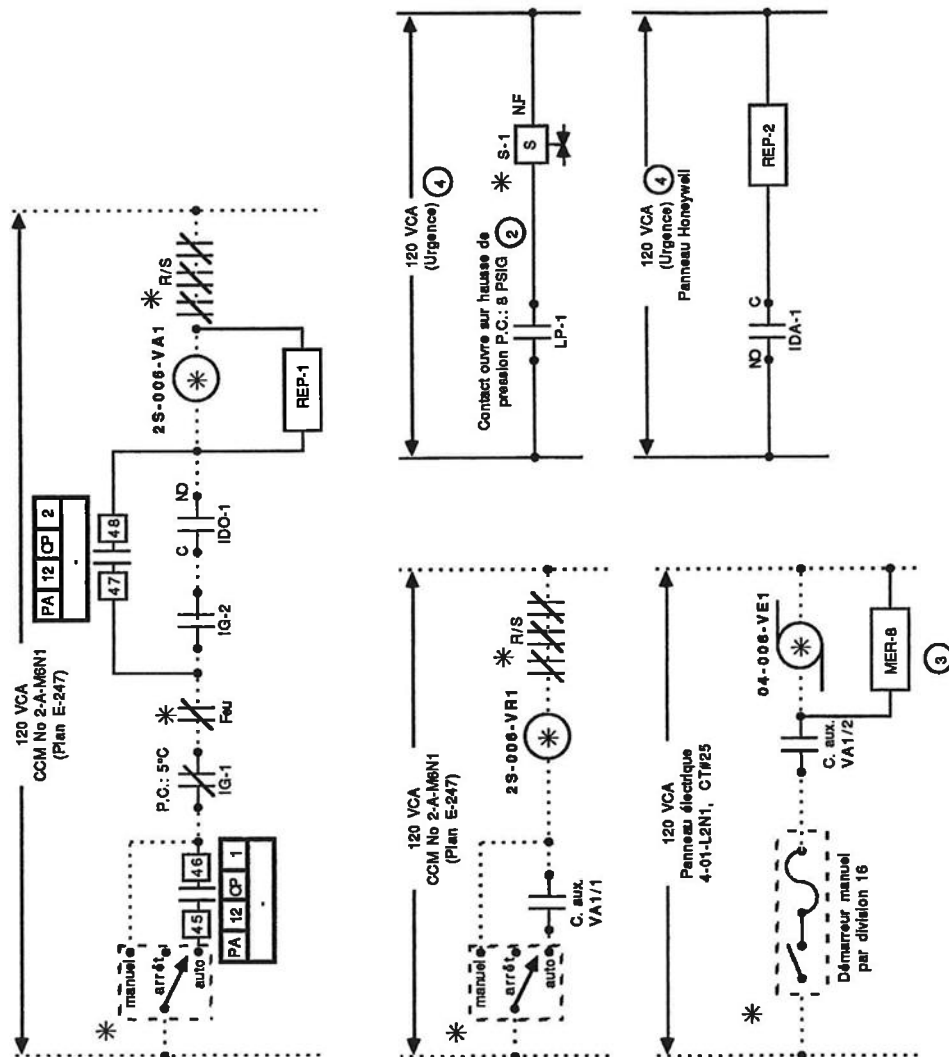 120 VCA
CCM No 2-A-M6N1
(Plan E-247)
PA 12 CP 2
47 48
manuel
arrêt
auto
45 46
PA 12 CP 1
P.C.: 5°C
IG-1
Feu
IG-2
C NO
IDO-1
2S-006-VA1
REP-1
R/S
120 VCA
CCM No 2-A-M6N1
(Plan E-247)
manuel
arrêt
auto
C. aux.
VA1/1
2S-006-VR1
R/S
120 VCA
Panneau électrique
4-01-L2N1, CT#25
Démarreur manuel
par division 16
C. aux.
VA1/2
04-006-VE1
MER-8
3
120 VCA
(Urgence) 4
Contact ouvre sur hausse de
pression P.C.: 8 PSIG 2
LP-1
S-1
S
N.F
120 VCA
(Urgence) 4
Panneau Honeywell
NO C
IDA-1
REP-2